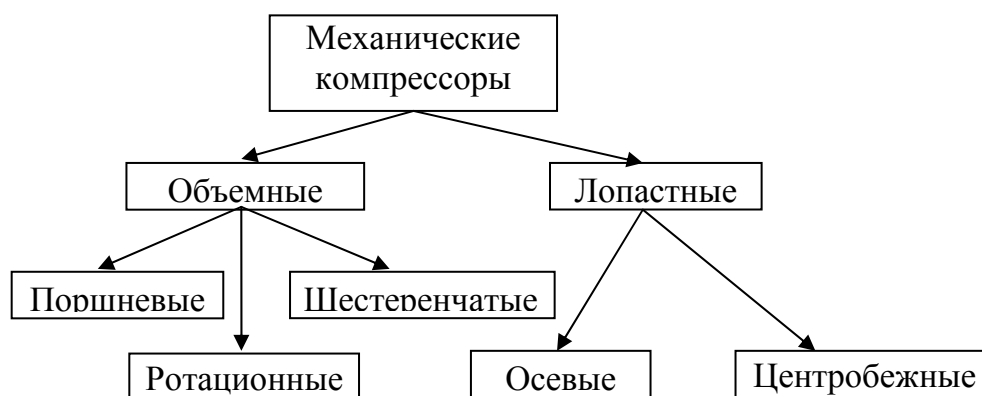 Механические
компрессоры
Объемные
Лопастные
Поршневые
Шестеренчатые
Ротационные
Осевые
Центробежные